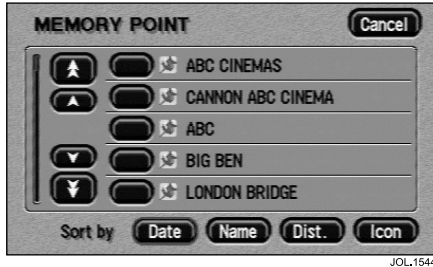 MEMORY POINT Cancel
ABC CINEMAS
CANNON ABC CINEMA
ABC
BIG BEN
LONDON BRIDGE
Sort by Date Name Dist. Icon
JOL.1544